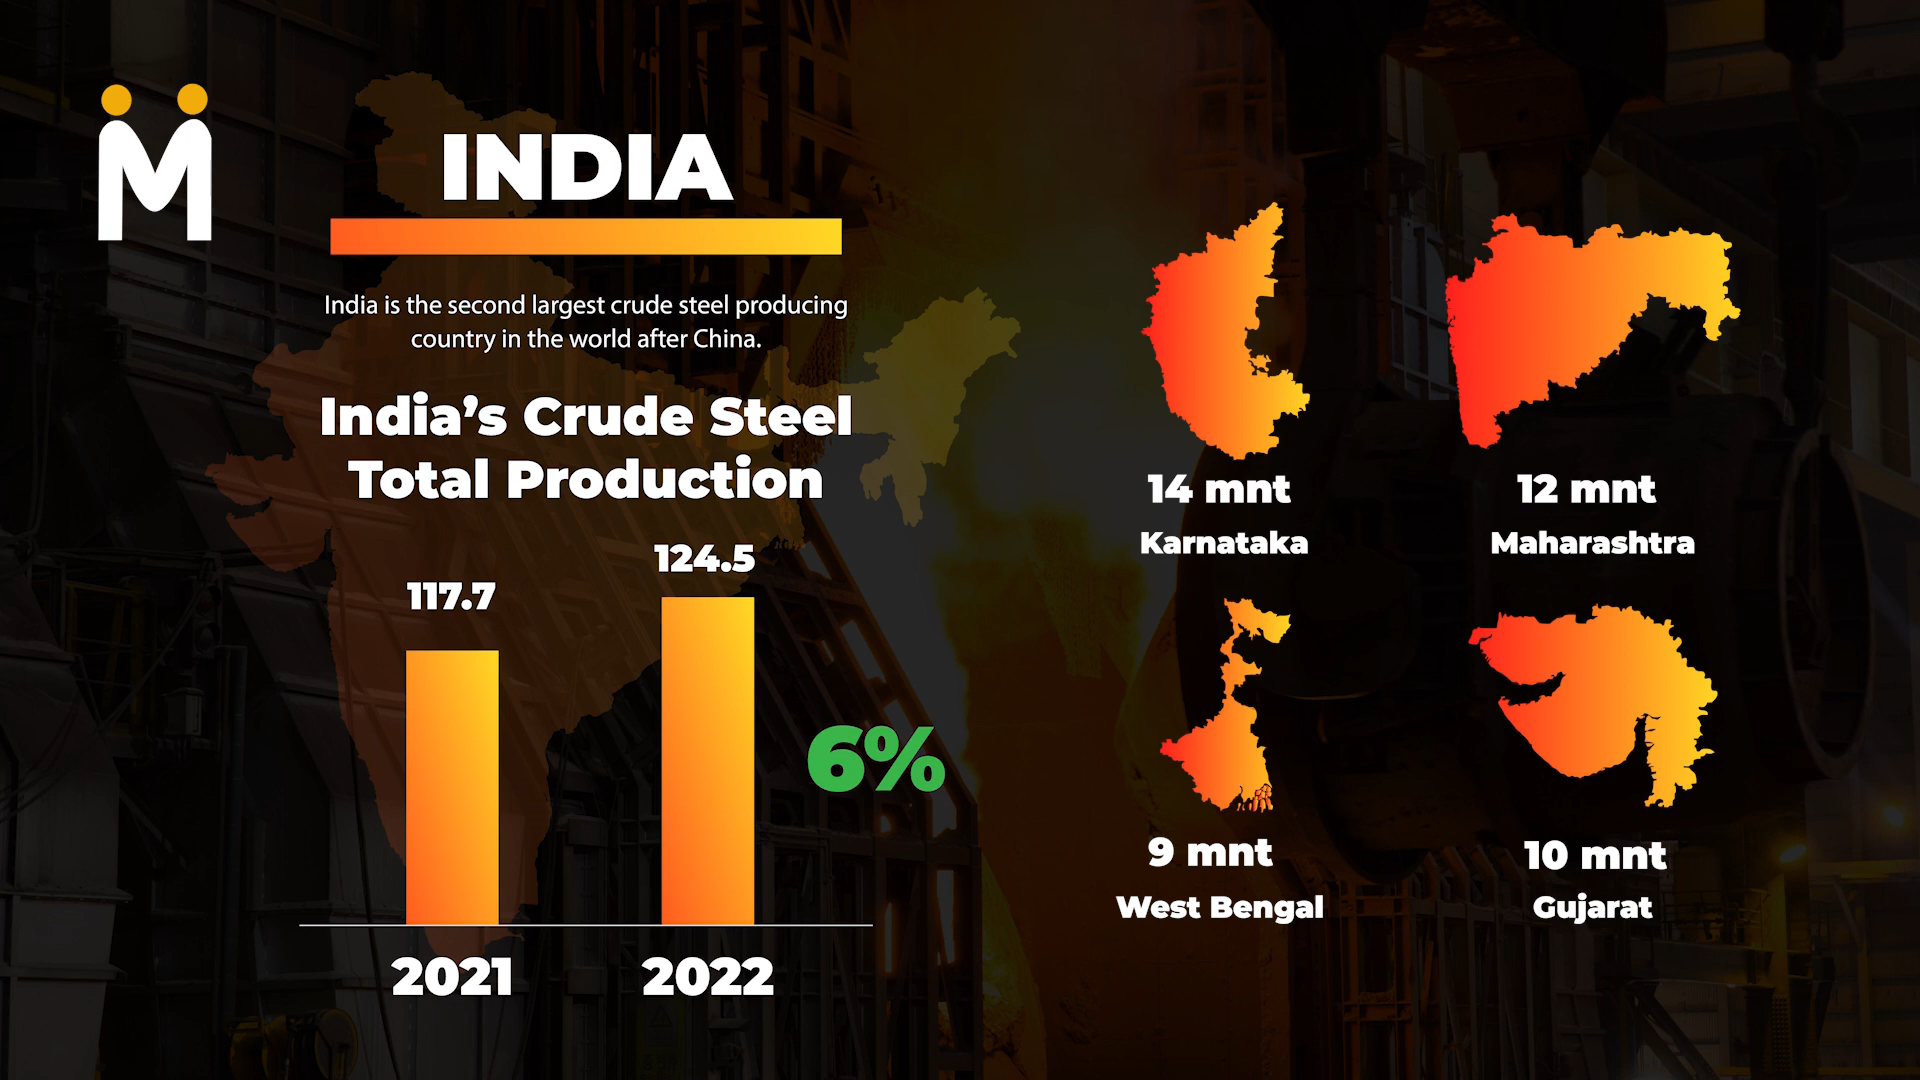 M
INDIA
India is the second largest crude steel producing
country in the world after China.
India’s Crude Steel
Total Production
117.7
124.5
6%
2021
2022
14 mnt
Karnataka
12 mnt
Maharashtra
9 mnt
West Bengal
10 mnt
Gujarat